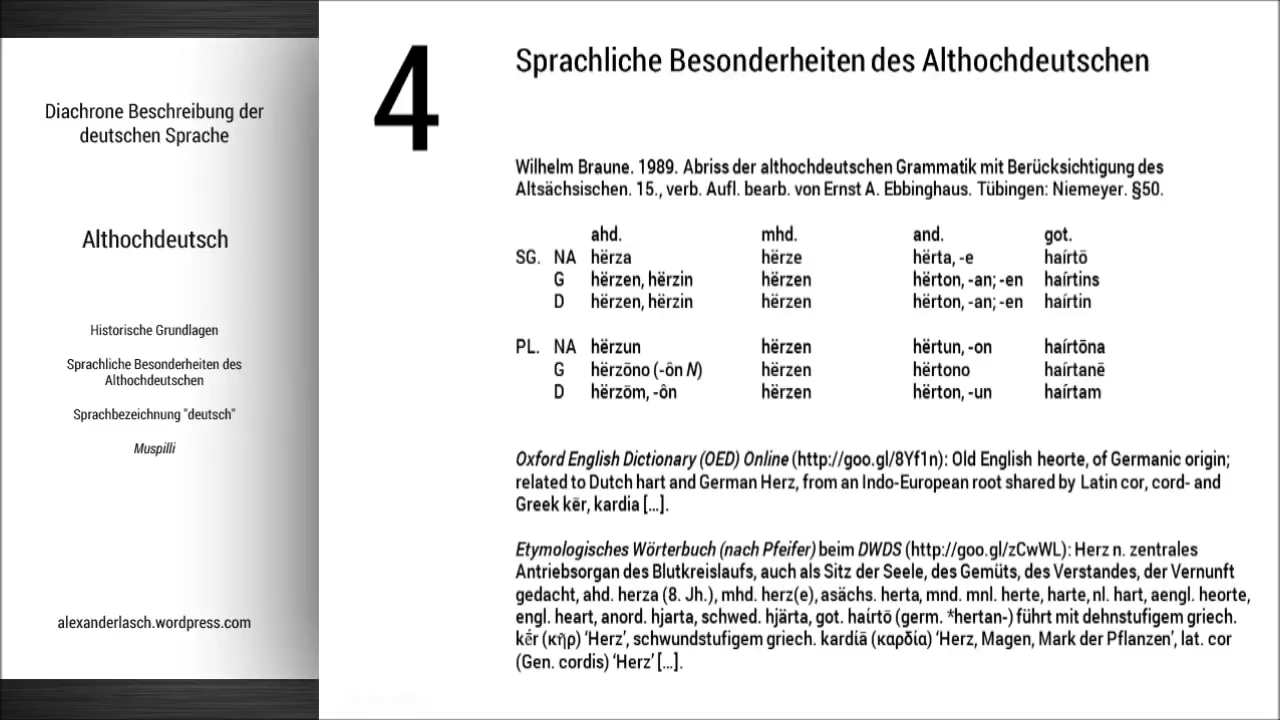 Diachrone Beschreibung der
deutschen Sprache
Althochdeutsch
Historische Grundlagen
Sprachliche Besonderheiten des
Althochdeutschen
Sprachbezeichnung "deutsch"
Muspilli
alexanderlasch.wordpress.com
4
Sprachliche Besonderheiten des Althochdeutschen
Wilhelm Braune. 1989. Abriss der althochdeutschen Grammatik mit Berücksichtigung des
Altsächsischen. 15., verb. Aufl. bearb. von Ernst A. Ebbinghaus. Tübingen: Niemeyer. §50.
ahd. mhd. and. got.
SG. NA hërza hërze hërta, -e haírtō
G hërzen, hërzin hërzen hërton, -an; -en haírtins
D hërzen, hërzin hërzen hërton, -an; -en haírtin
PL. NA hërzun hërzen hërtun, -on haírtōna
G hërzōno (-ôn N) hërzen hërtono haírtanē
D hërzōm, -ôn hërzen hërton, -un haírtam
Oxford English Dictionary (OED) Online (http://goo.gl/8Yf1n): Old English heorte, of Germanic origin;
related to Dutch hart and German Herz, from an Indo-European root shared by Latin cor, cord- and
Greek kēr, kardia [...].
Etymologisches Wörterbuch (nach Pfeifer) beim DWDS (http://goo.gl/zCwWL): Herz n. zentrales
Antriebsorgan des Blutkreislaufs, auch als Sitz der Seele, des Gemüts, des Verstandes, der Vernunft
gedacht, ahd. herza (8. Jh.), mhd. herz(e), asächs. herta, mnd. mnl. herte, harte, nl. hart, aengl. heorte,
engl. heart, anord. hjarta, schwed. hjärta, got. haírtō (germ. *hertan-) führt mit dehnstufigem griech.
kḗr (κῆρ) ‘Herz’, schwundstufigem griech. kardíā (καρδία) ‘Herz, Magen, Mark der Pflanzen’, lat. cor
(Gen. cordis) ‘Herz’ [...].